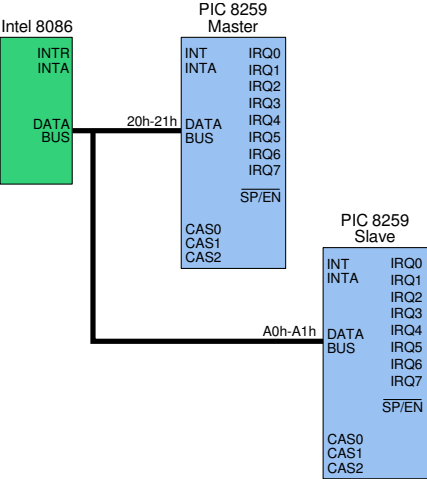 Intel 8086
INTR
INTA
DATA
BUS
PIC 8259
Master
20h-21h
INT
INTA
DATA
BUS
CAS0
CAS1
CAS2
IRQ0
IRQ1
IRQ2
IRQ3
IRQ4
IRQ5
IRQ6
IRQ7
SP/EN
PIC 8259
Slave
A0h-A1h
INT
INTA
DATA
BUS
CAS0
CAS1
CAS2
IRQ0
IRQ1
IRQ2
IRQ3
IRQ4
IRQ5
IRQ6
IRQ7
SP/EN